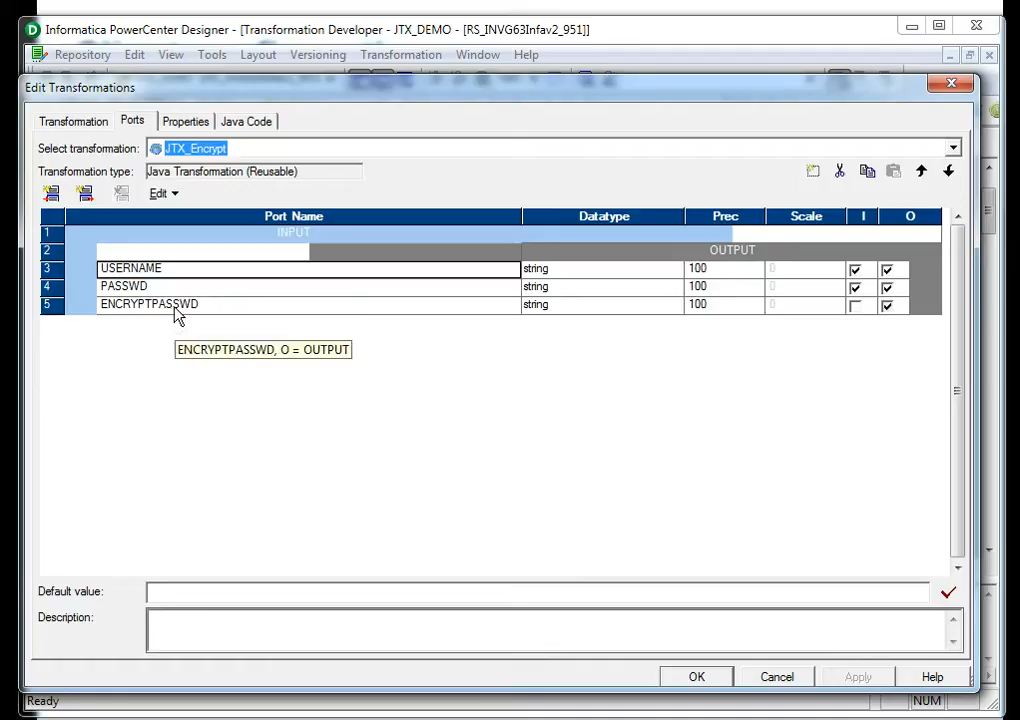 Informatica PowerCenter Designer - [Transformation Developer - JTX_DEMO - [RS_INVG63Infav2_951]]
Repository Edit View Tools Layout Versioning Transformation Window Help
Edit Transformations
Transformation Ports Properties Java Code
Select transformation: JTX_Encrypt
Transformation type: Java Transformation (Reusable)
Edit
Port Name Datatype Prec Scale I O
1 INPUT
2 OUTPUT
3 USERNAME string 100 0
4 PASSWD string 100 0
5 ENCRYPTPASSWD string 100 0
ENCRYPTPASSWD, O = OUTPUT
Default value:
Description:
OK Cancel Apply Help
Ready NUM